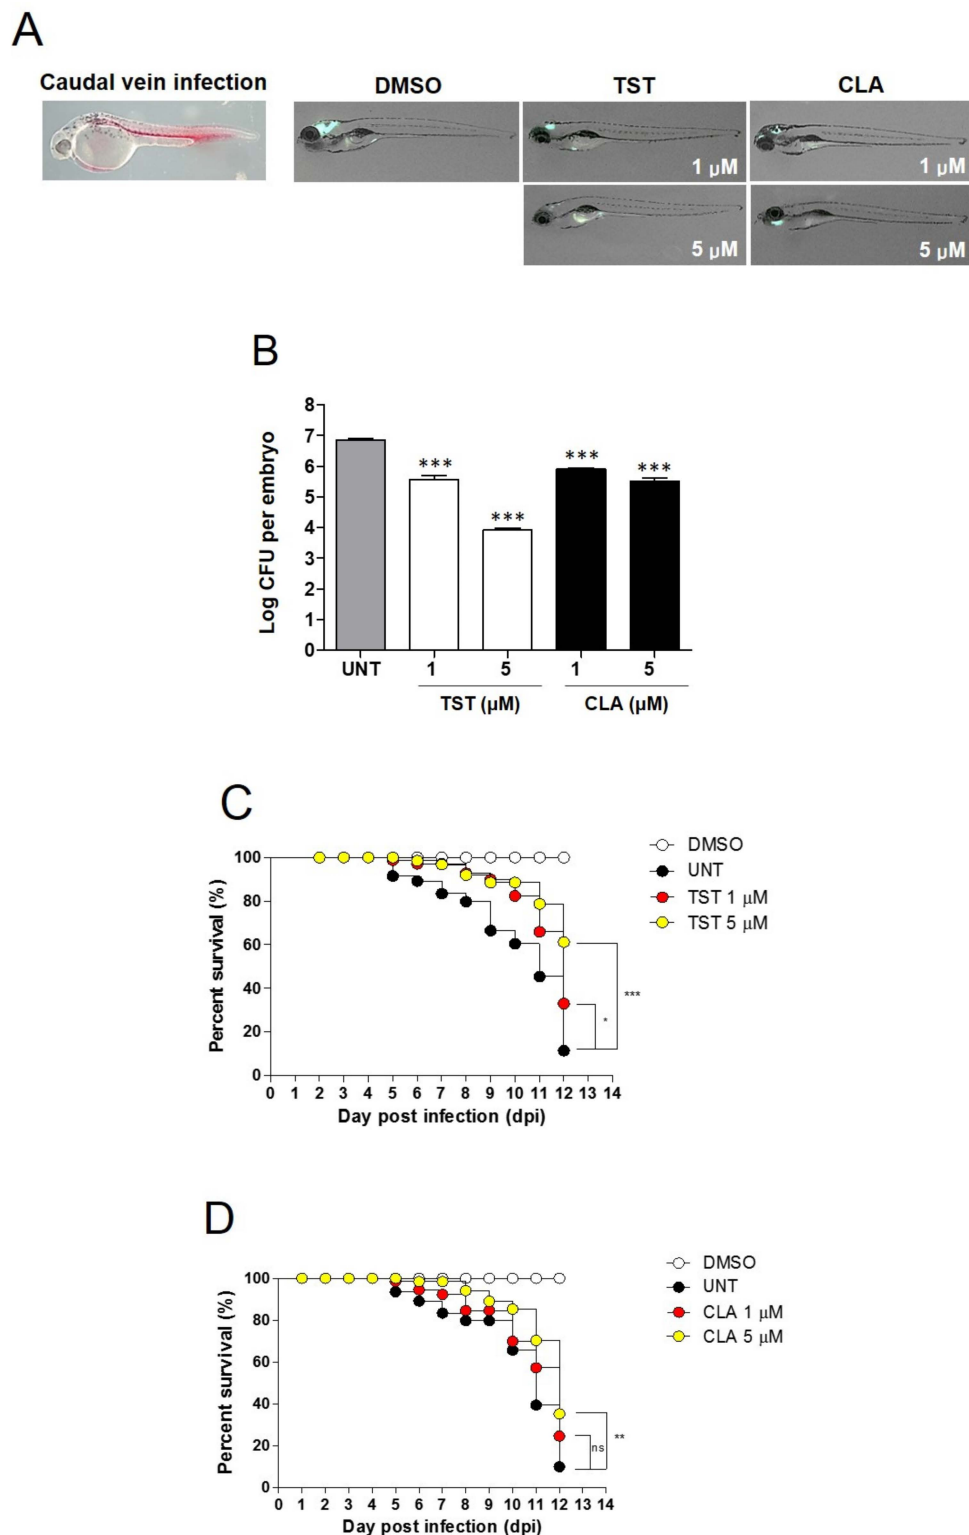 A
Caudal vein infection
DMSO
TST
CLA
1 µM
1 µM
5 µM
5 µM
B
Log CFU per embryo
8
7
6
5
4
3
2
1
0
***
***
***
***
UNT 1 5 1 5
TST (µM) CLA (µM)
C
Percent survival (%)
100
80
60
40
20
0
***
*
0 1 2 3 4 5 6 7 8 9 10 11 12 13 14
Day post infection (dpi)
DMSO
UNT
TST 1 µM
TST 5 µM
D
Percent survival (%)
100
80
60
40
20
0
**
ns
0 1 2 3 4 5 6 7 8 9 10 11 12 13 14
Day post infection (dpi)
DMSO
UNT
CLA 1 µM
CLA 5 µM